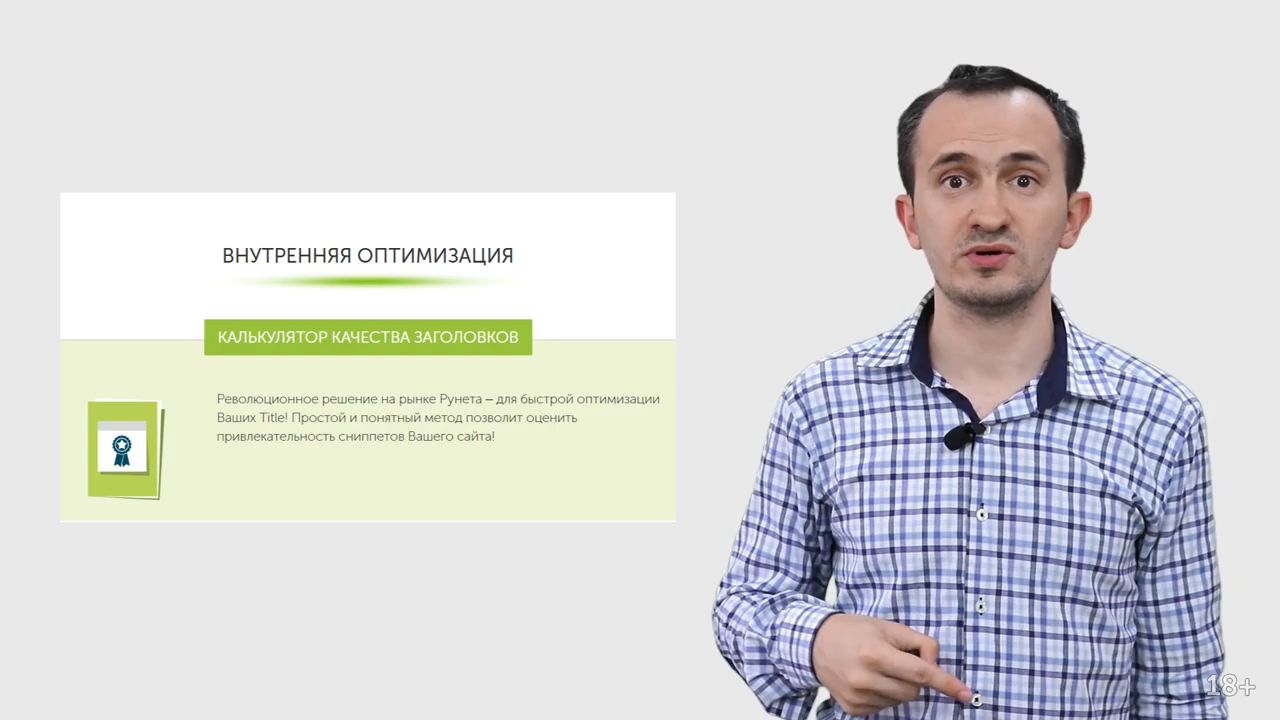 ВНУТРЕННЯЯ ОПТИМИЗАЦИЯ
КАЛЬКУЛЯТОР КАЧЕСТВА ЗАГОЛОВКОВ
Революционное решение на рынке Рунета – для быстрой оптимизации
Ваших Title! Простой и понятный метод позволит оценить
привлекательность сниппетов Вашего сайта!
18+